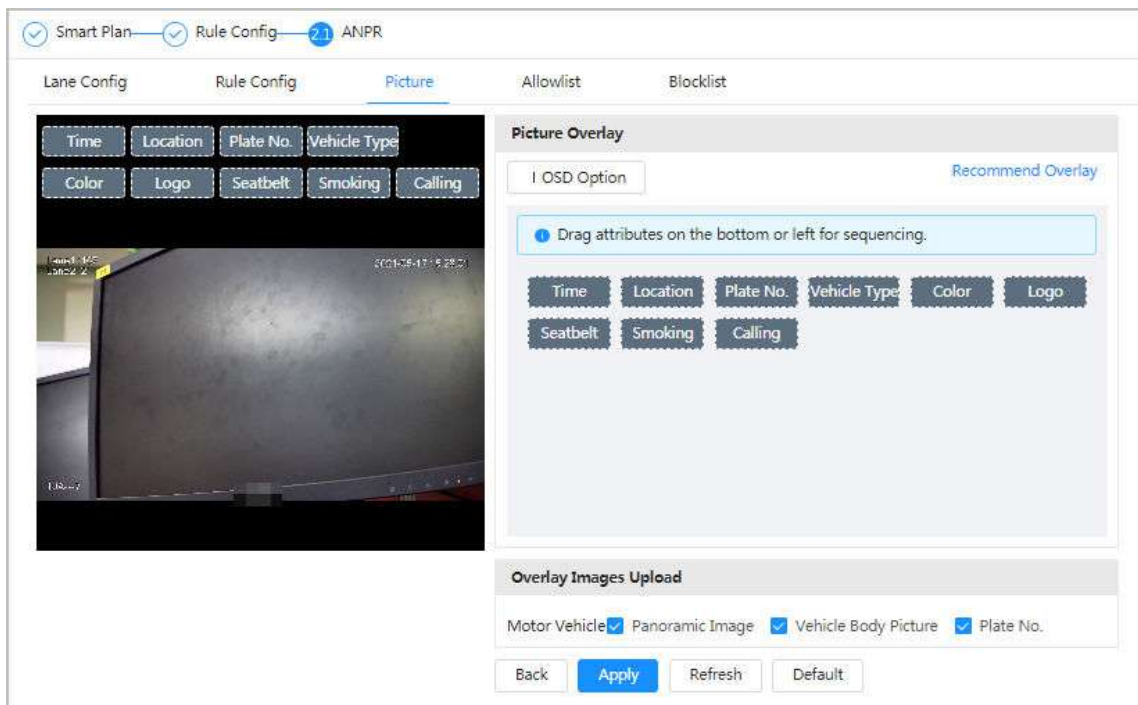 Smart Plan Rule Config 2.1 ANPR
Lane Config Rule Config Picture Allowlist Blocklist
Time Location Plate No. Vehicle Type
Color Logo Seatbelt Smoking Calling
Picture Overlay
I OSD Option Recommend Overlay
Drag attributes on the bottom or left for sequencing.
Time Location Plate No. Vehicle Type Color Logo
Seatbelt Smoking Calling
Overlay Images Upload
Motor Vehicle Panoramic Image Vehicle Body Picture Plate No.
Back Apply Refresh Default